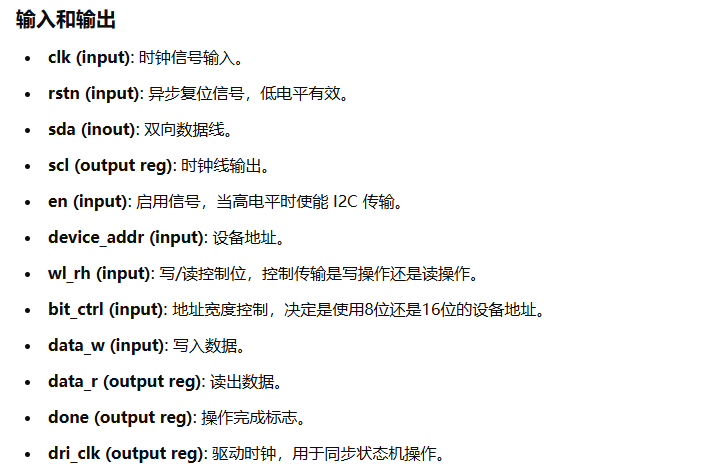 输入和输出
• clk (input): 时钟信号输入。
• rstn (input): 异步复位信号，低电平有效。
• sda (inout): 双向数据线。
• scl (output reg): 时钟线输出。
• en (input): 启用信号，当高电平时使能 I2C 传输。
• device_addr (input): 设备地址。
• wl_rh (input): 写/读控制位，控制传输是写操作还是读操作。
• bit_ctrl (input): 地址宽度控制，决定是使用8位还是16位的设备地址。
• data_w (input): 写入数据。
• data_r (output reg): 读出数据。
• done (output reg): 操作完成标志。
• dri_clk (output reg): 驱动时钟，用于同步状态机操作。